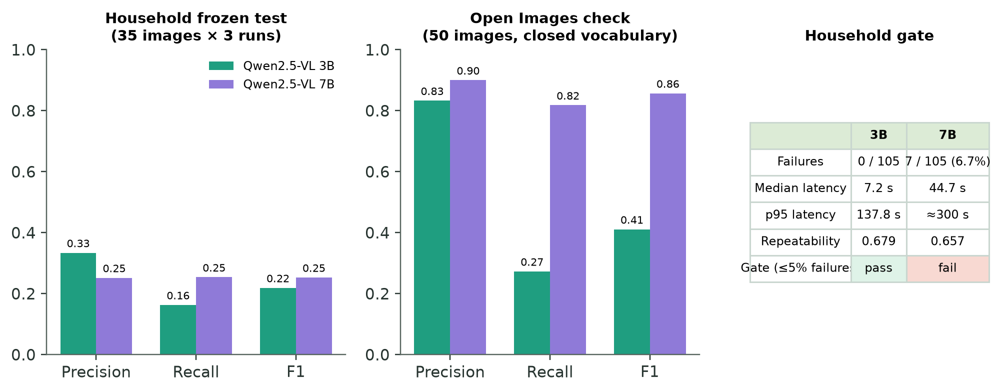 Household frozen test
(35 images × 3 runs)
1.0
0.8
0.6
0.4
0.2
0.0
Qwen2.5-VL 3B
Qwen2.5-VL 7B
0.33
0.25
0.16
0.25
0.22
0.25
Precision
Recall
F1
Open Images check
(50 images, closed vocabulary)
1.0
0.8
0.6
0.4
0.2
0.0
0.83
0.90
0.27
0.82
0.41
0.86
Precision
Recall
F1
Household gate
3B 7B
Failures 0 / 105 7 / 105 (6.7%)
Median latency 7.2 s 44.7 s
p95 latency 137.8 s ≈300 s
Repeatability 0.679 0.657
Gate (≤5% failures pass fail